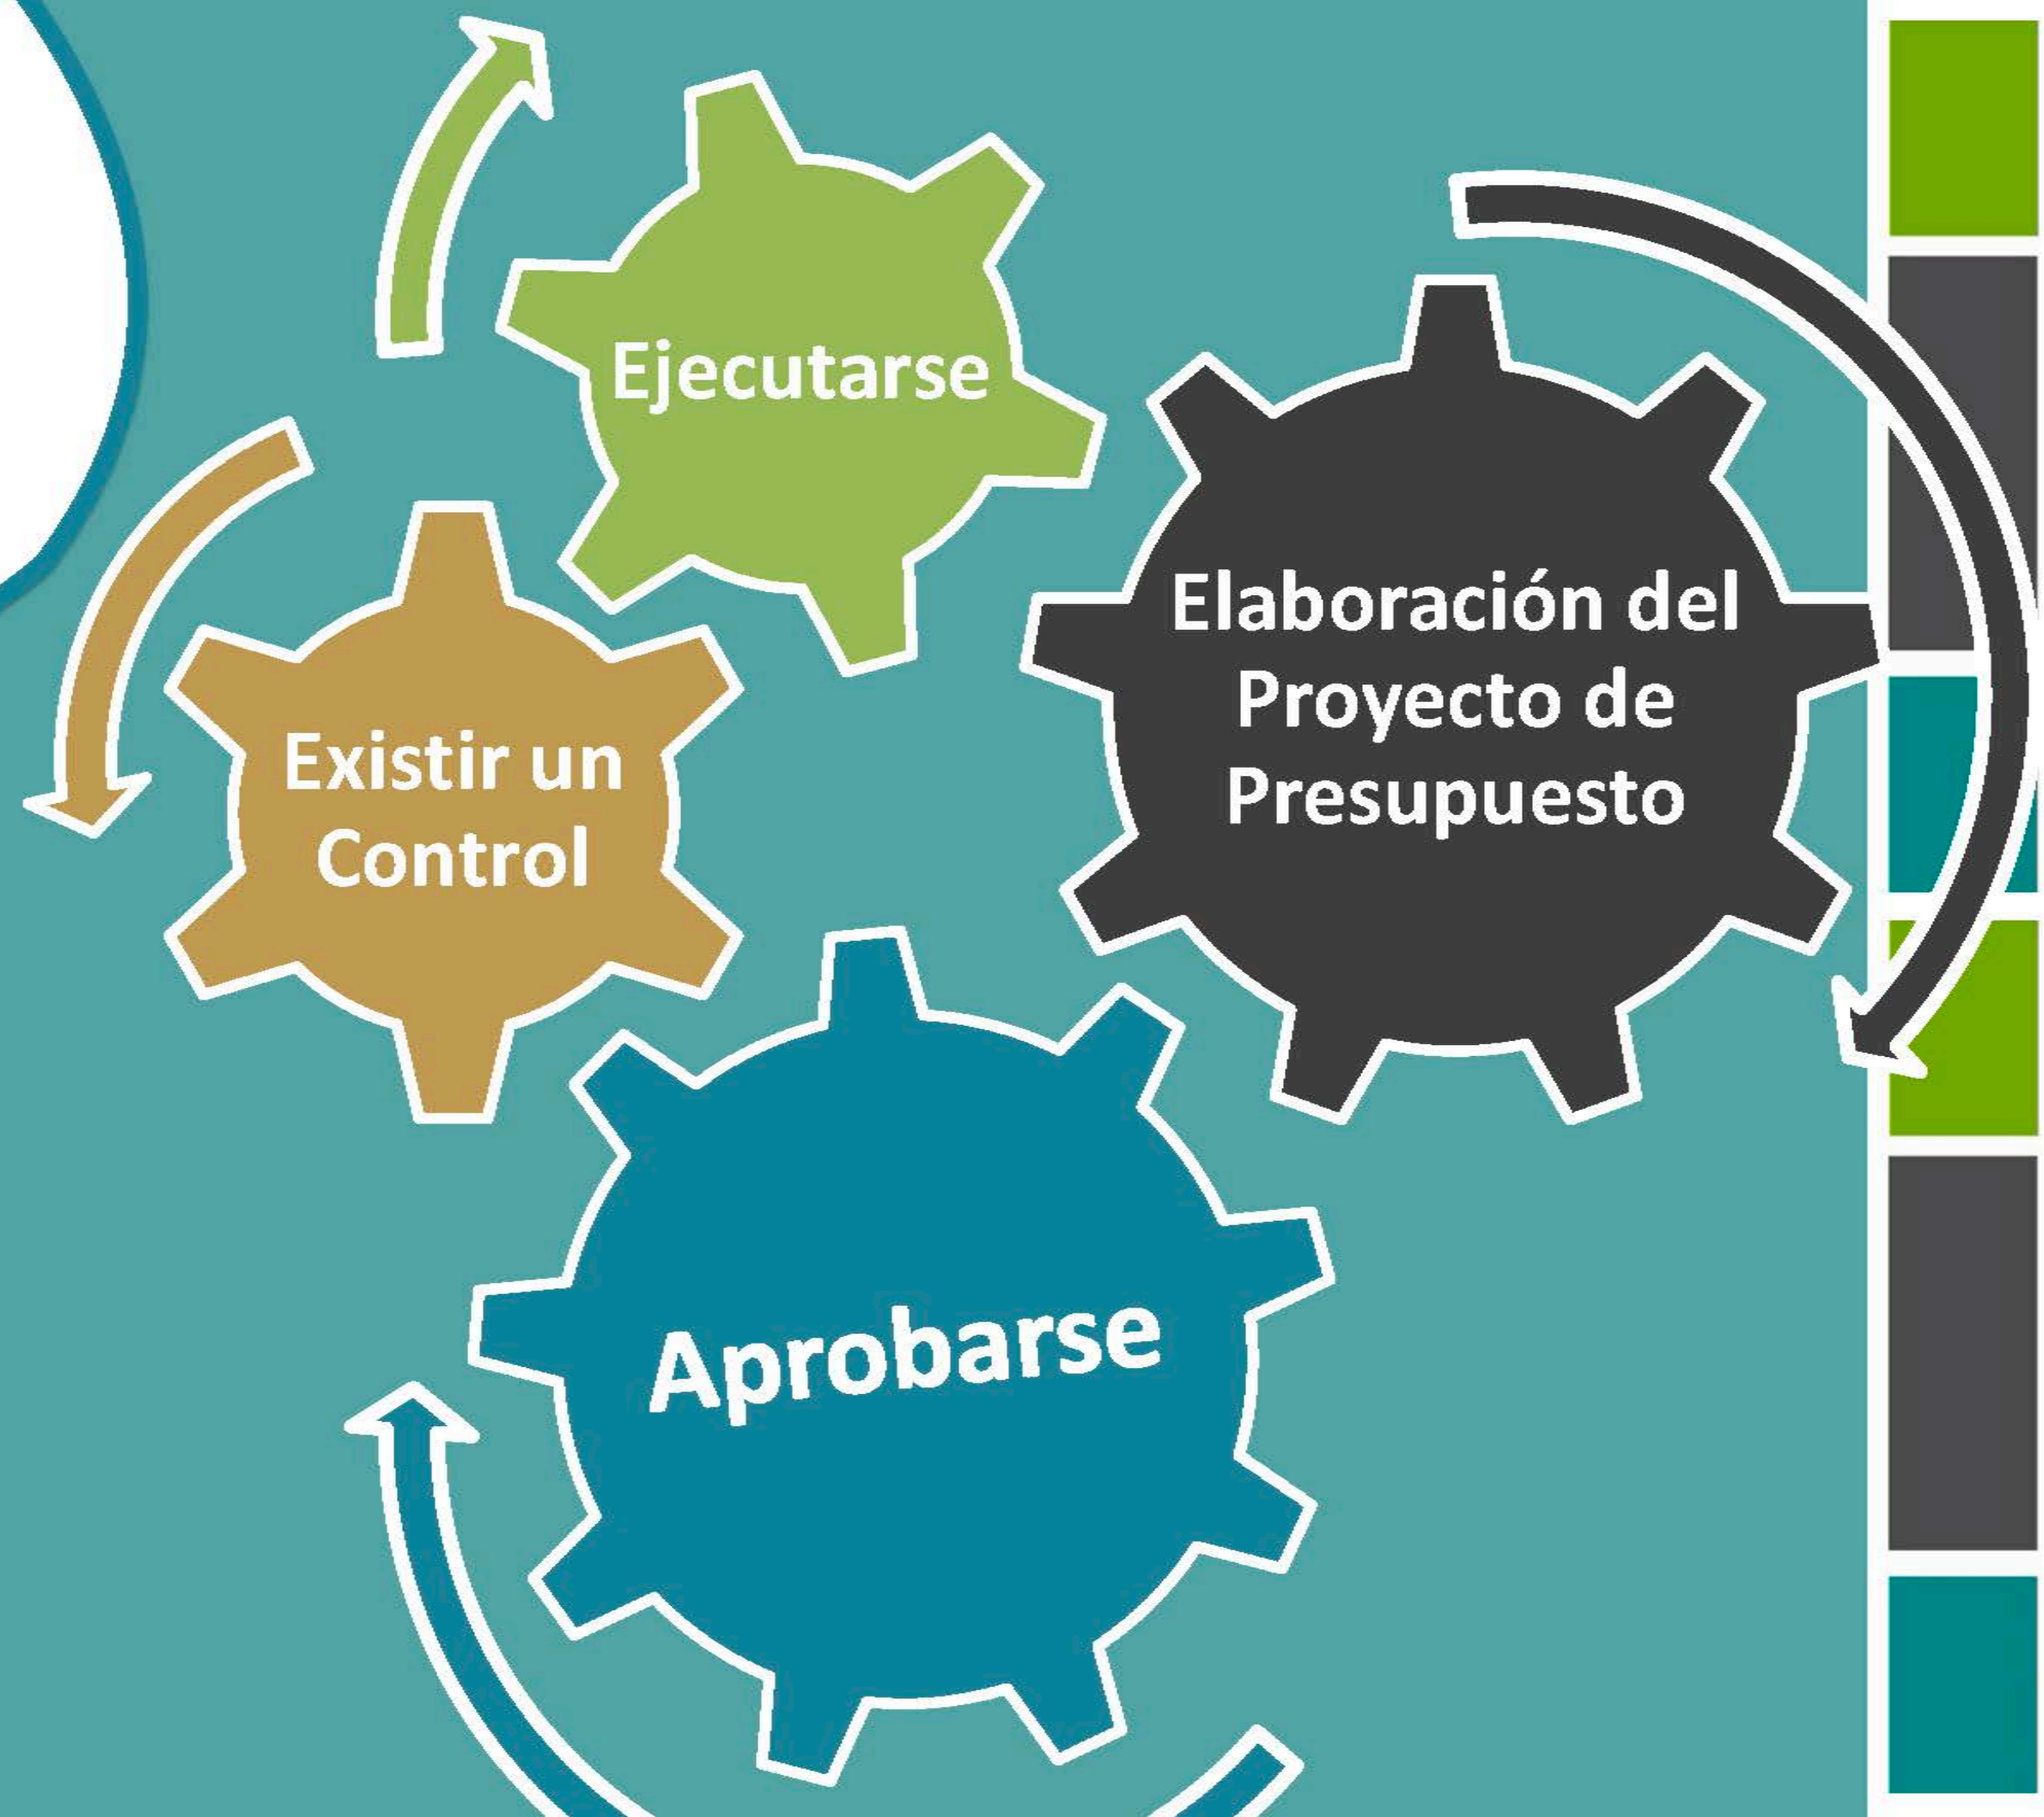 Ejecutarse
Elaboración del
Proyecto de
Presupuesto
Existir un
Control
Aprobarse